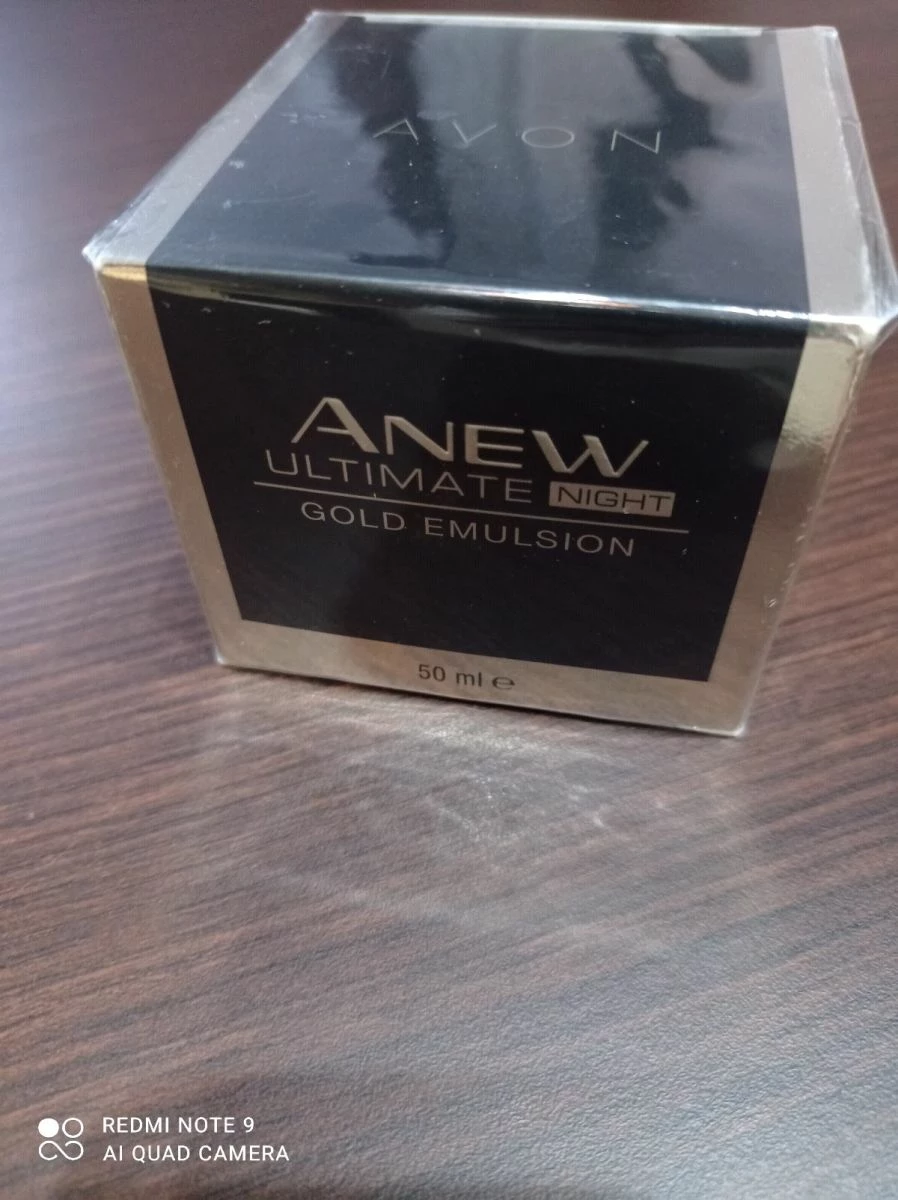 AVON
ANEW
ULTIMATE NIGHT
GOLD EMULSION
50 ml ℮
REDMI NOTE 9
AI QUAD CAMERA